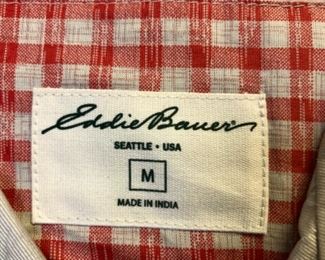 Eddie Bauer
SEATTLE • USA
M
MADE IN INDIA